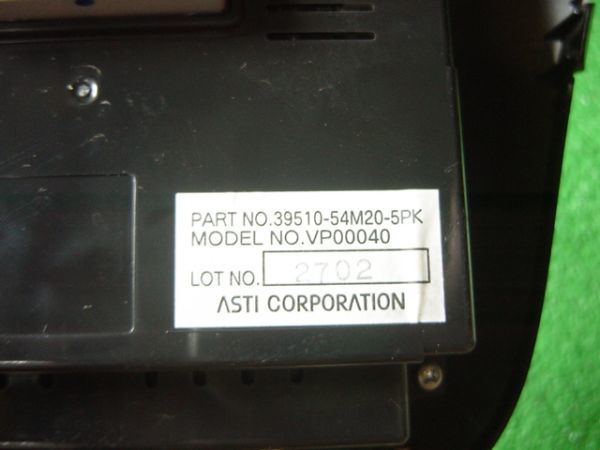 PART NO.39510-54M20-5PK
MODEL NO.VP00040
LOT NO. 2702
ASTI CORPORATION